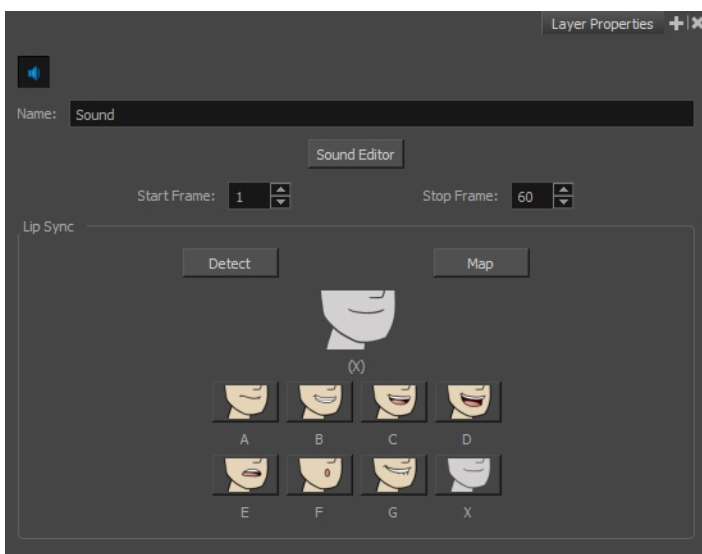 Layer Properties
Name: Sound
Sound Editor
Start Frame: 1 Stop Frame: 60
Lip Sync
Detect Map
(X)
A B C D
E F G X